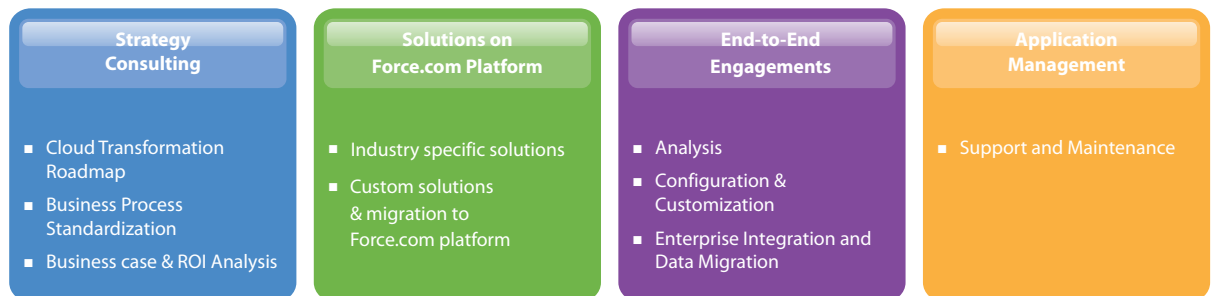 Strategy
Consulting
■ Cloud Transformation
Roadmap
■ Business Process
Standardization
■ Business case & ROI Analysis
Solutions on
Force.com Platform
■ Industry specific solutions
■ Custom solutions
& migration to
Force.com platform
End-to-End
Engagements
■ Analysis
■ Configuration &
Customization
■ Enterprise Integration and
Data Migration
Application
Management
■ Support and Maintenance